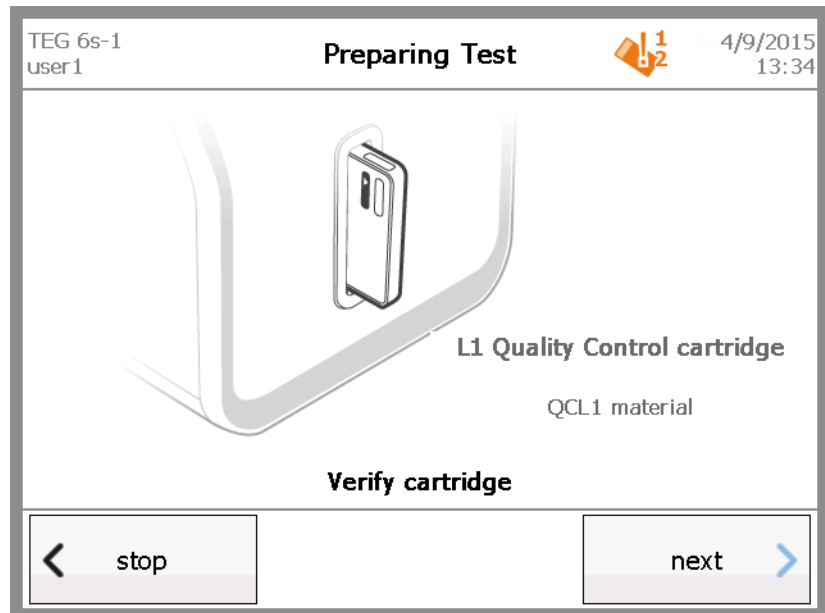 TEG 6s-1
user1
Preparing Test
1
2
4/9/2015
13:34
L1 Quality Control cartridge
QCL1 material
Verify cartridge
stop
next